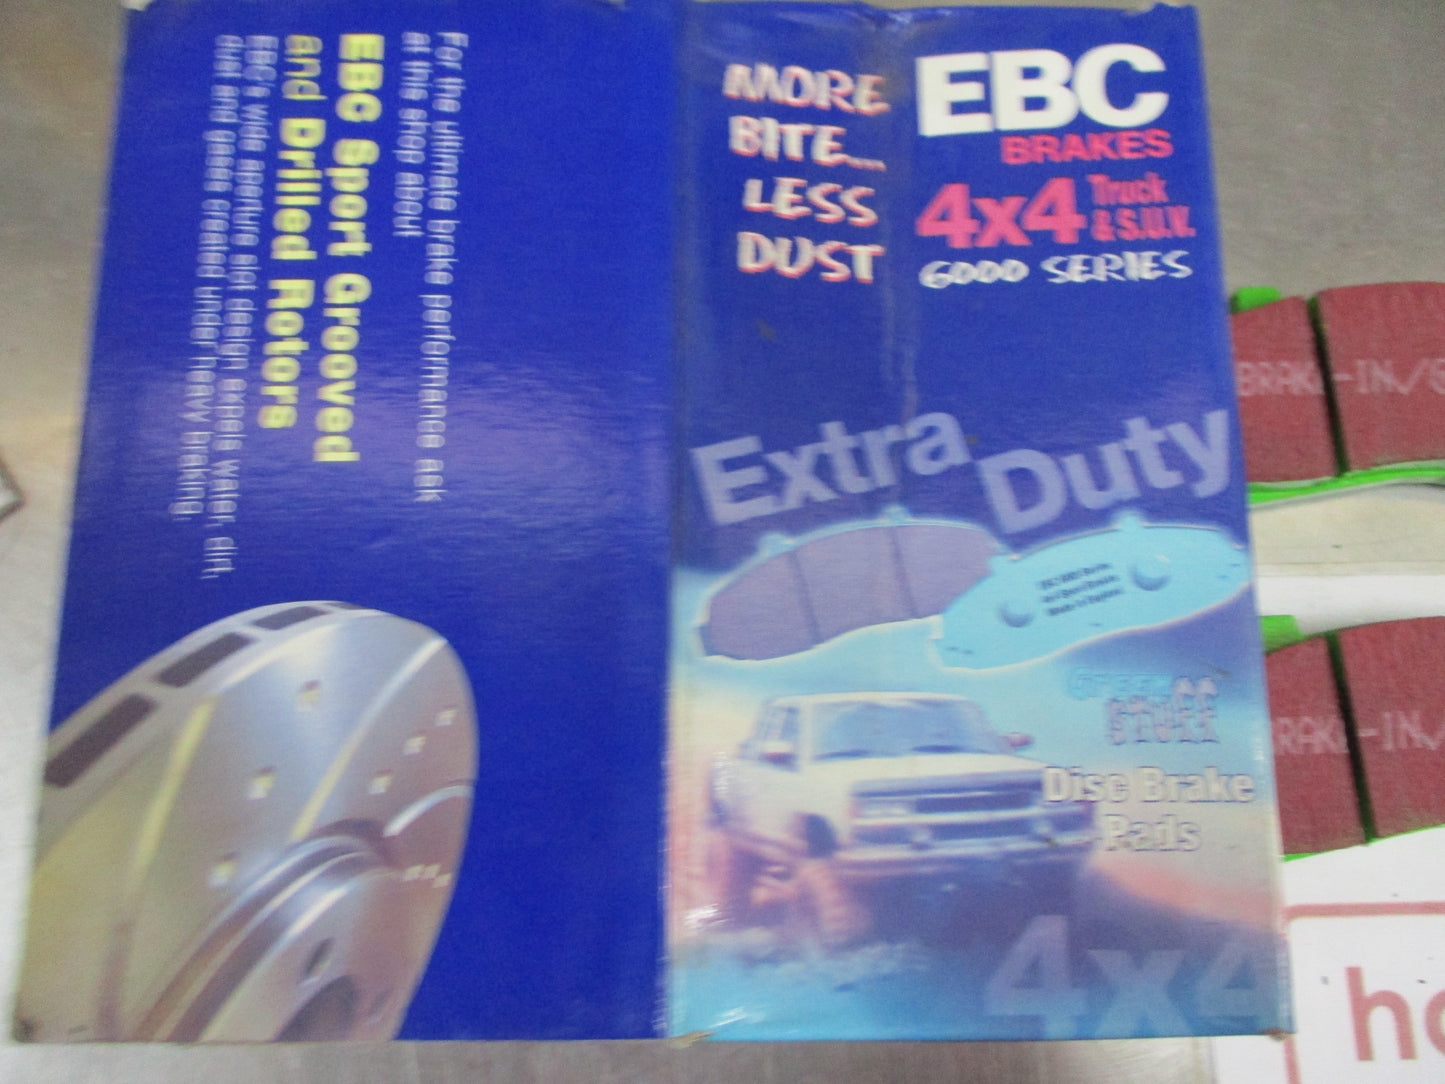 For the ultimate brake performance ask
at this shop about
EBC Sport Grooved
and Drilled Rotors
EBC's wide aperture slot design expels water, dirt,
dust and gases created under heavy braking.
MORE
BITE...
LESS
DUST
EBC
BRAKES
4x4 Truck
& S.U.V.
6000 SERIES
Extra Duty
Disc Brake
Pads
4x4
BRAKE-IN/
BRAKE-IN/